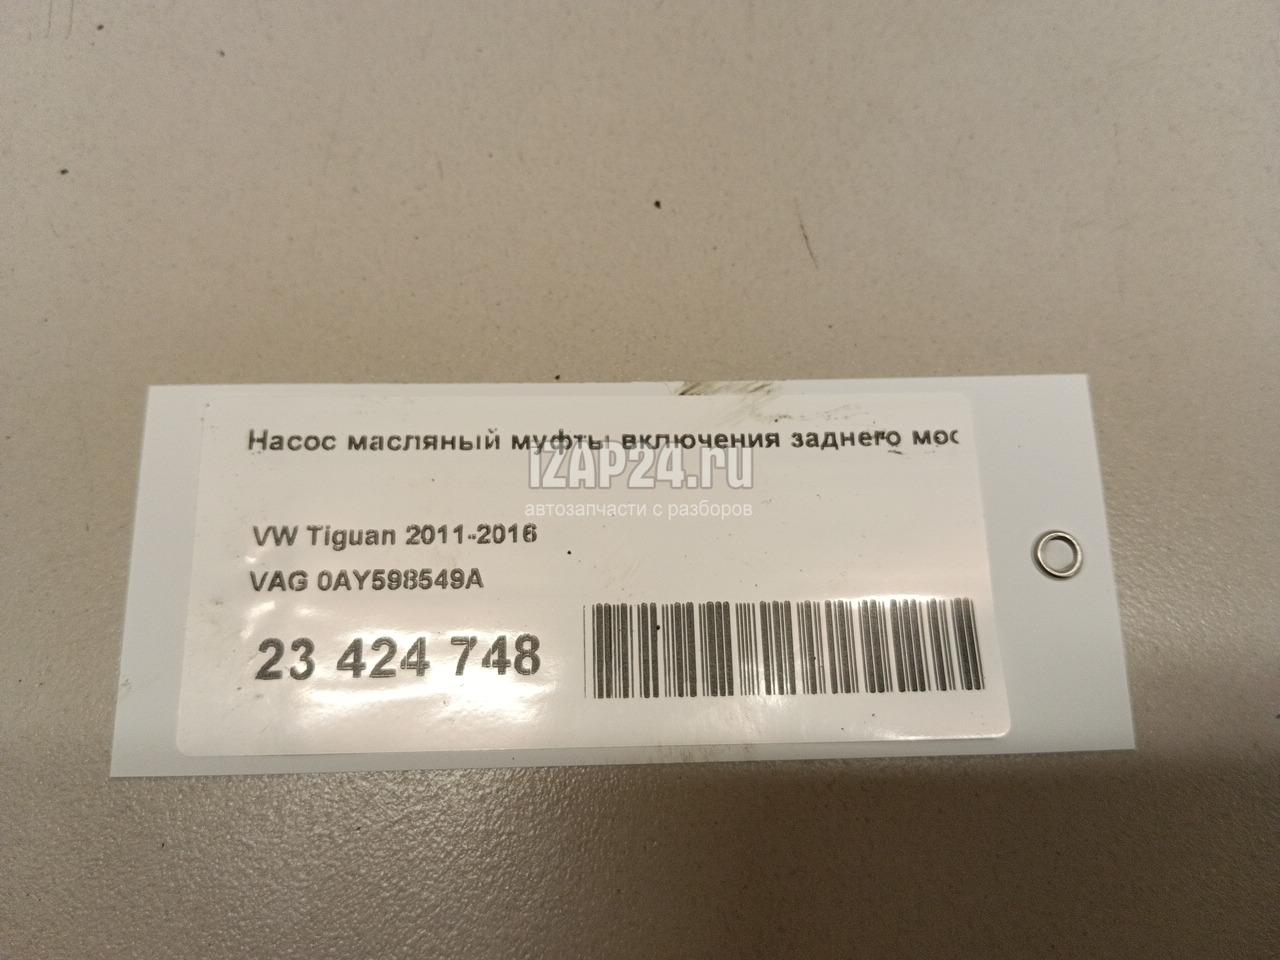 Насос масляный муфты включения заднего мос
IZAP24.ru
автозапчасти с разборов
VW Tiguan 2011-2016
VAG 0AY598549A
23 424 748